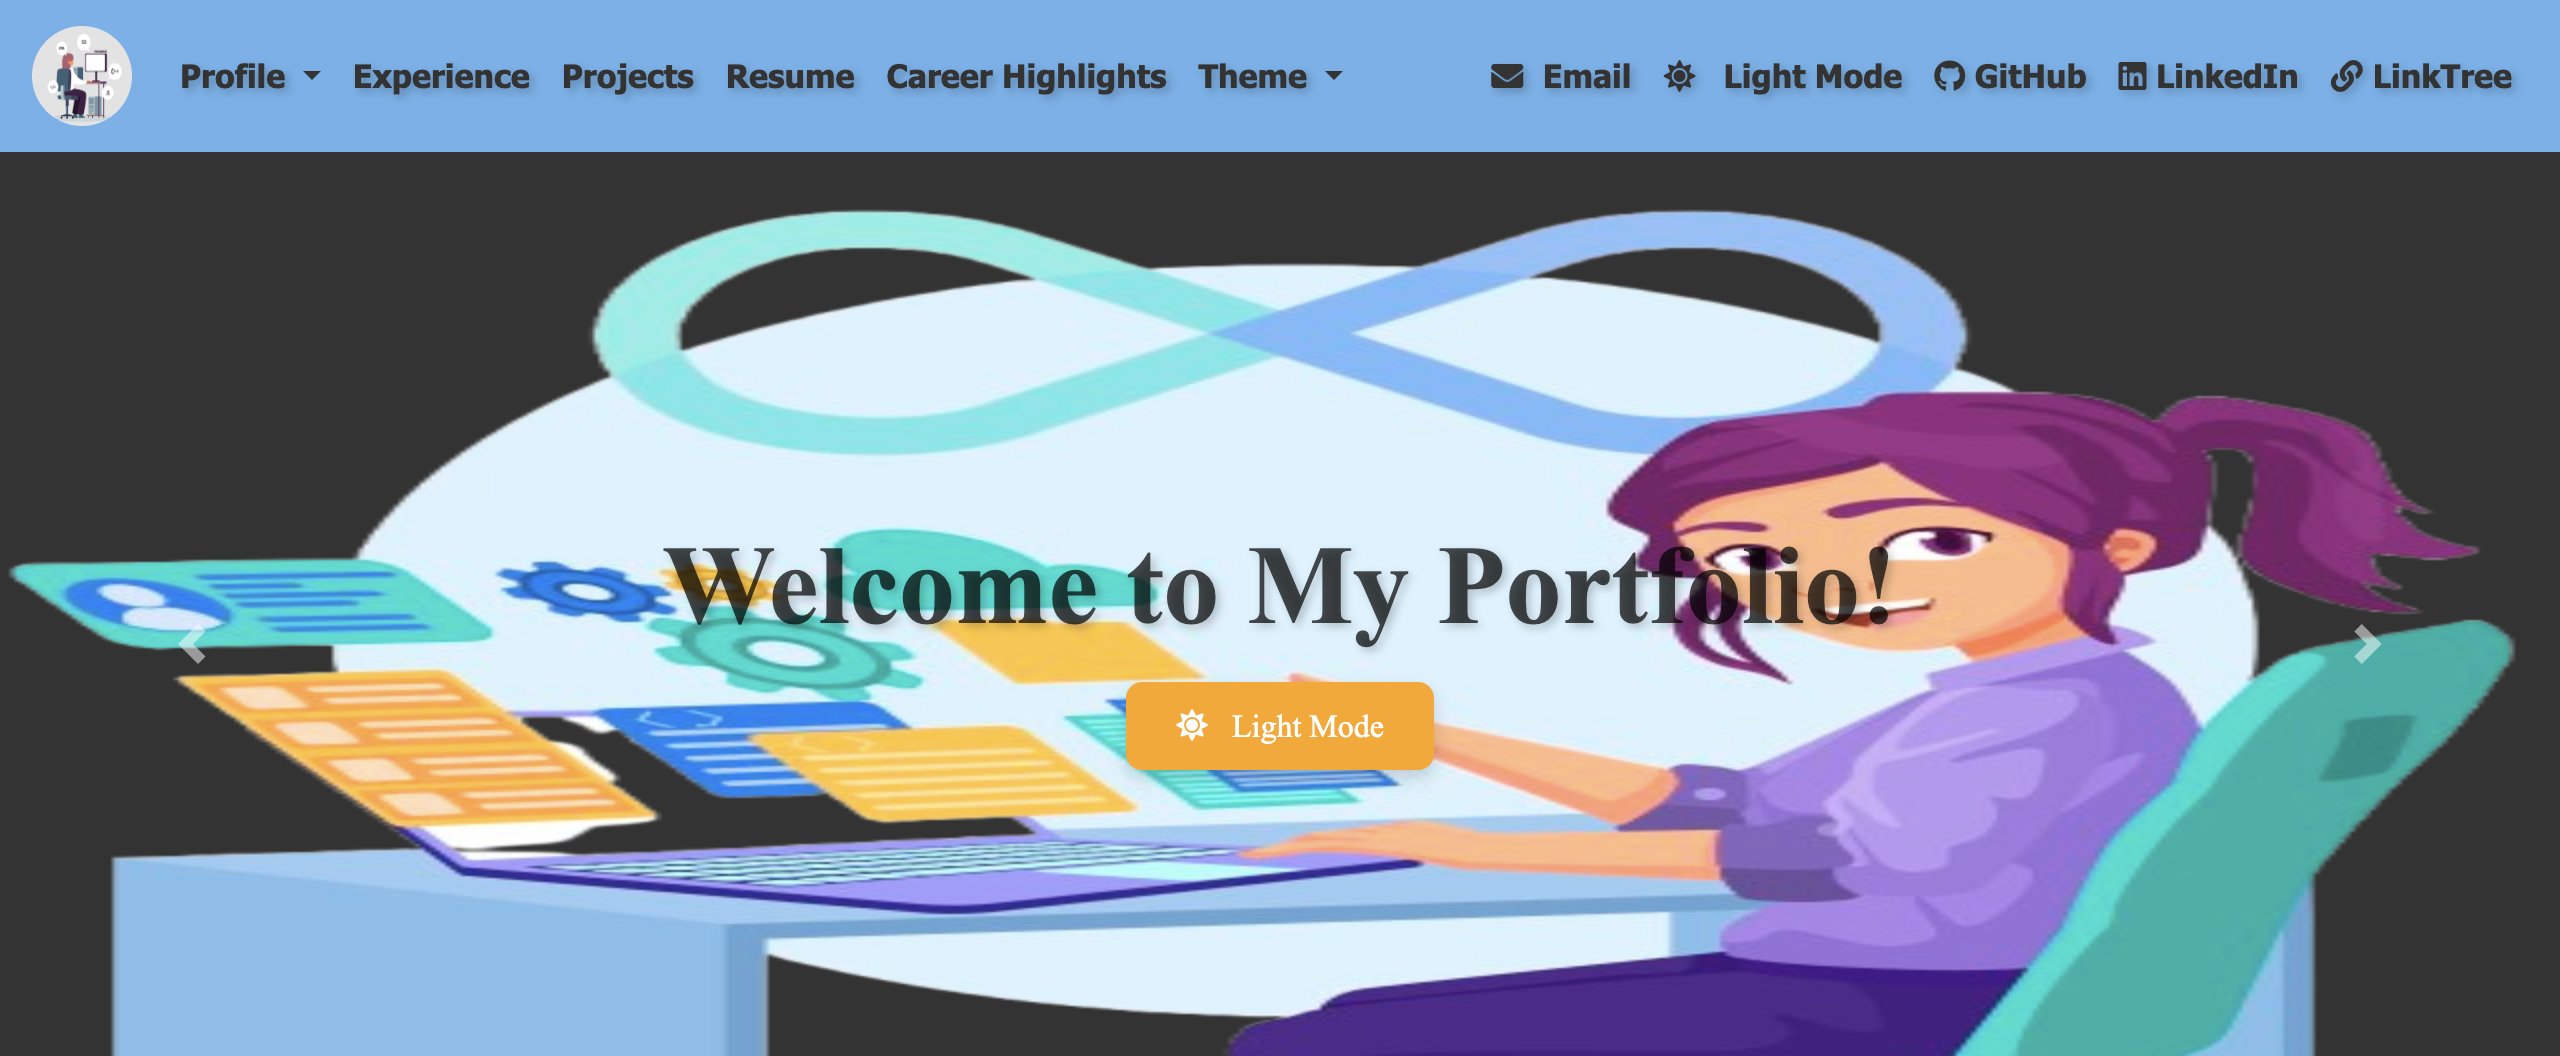 Profile Experience Projects Resume Career Highlights Theme Email Light Mode GitHub LinkedIn LinkTree
Welcome to My Portfolio!
Light Mode